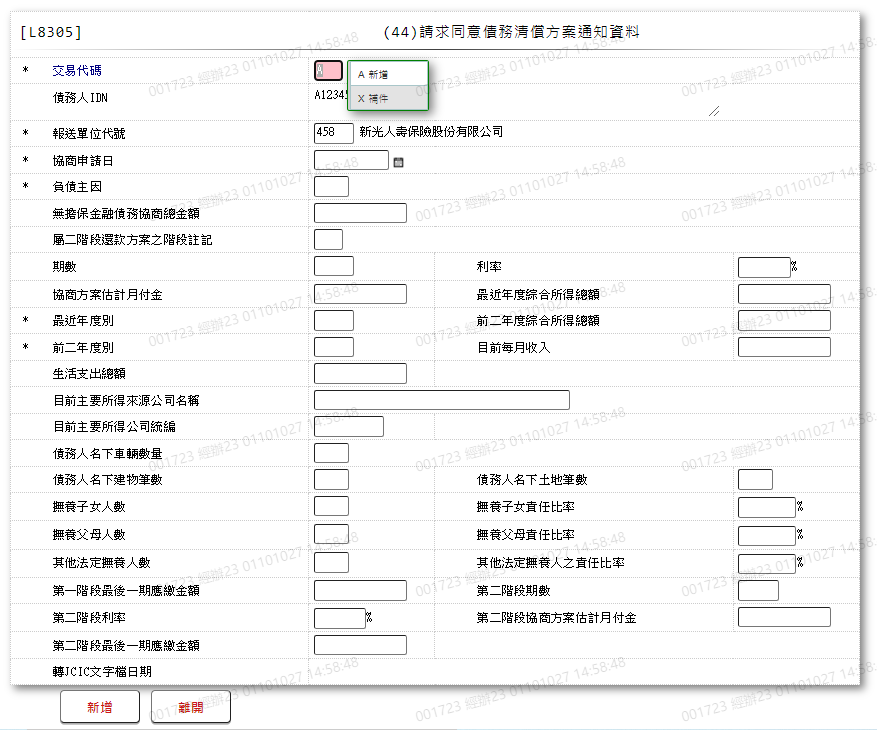 [L8305] (44)請求同意債務清償方案通知資料
* 交易代碼 A
A 新增
X 補件
債務人IDN A12345
* 報送單位代號 458 新光人壽保險股份有限公司
* 協商申請日
* 負債主因
無擔保金融債務協商總金額
屬二階段還款方案之階段註記
期數 利率 %
協商方案估計月付金 最近年度綜合所得總額
* 最近年度別 前二年度綜合所得總額
* 前二年度別 目前每月收入
生活支出總額
目前主要所得來源公司名稱
目前主要所得公司統編
債務人名下車輛數量
債務人名下建物筆數 債務人名下土地筆數
撫養子女人數 撫養子女責任比率 %
撫養父母人數 撫養父母責任比率 %
其他法定撫養人數 其他法定撫養人之責任比率 %
第一階段最後一期應繳金額 第二階段期數
第二階段利率 % 第二階段協商方案估計月付金
第二階段最後一期應繳金額
轉JCIC文字檔日期
新增 離開
001723 經辦23 01101027 14:58:48